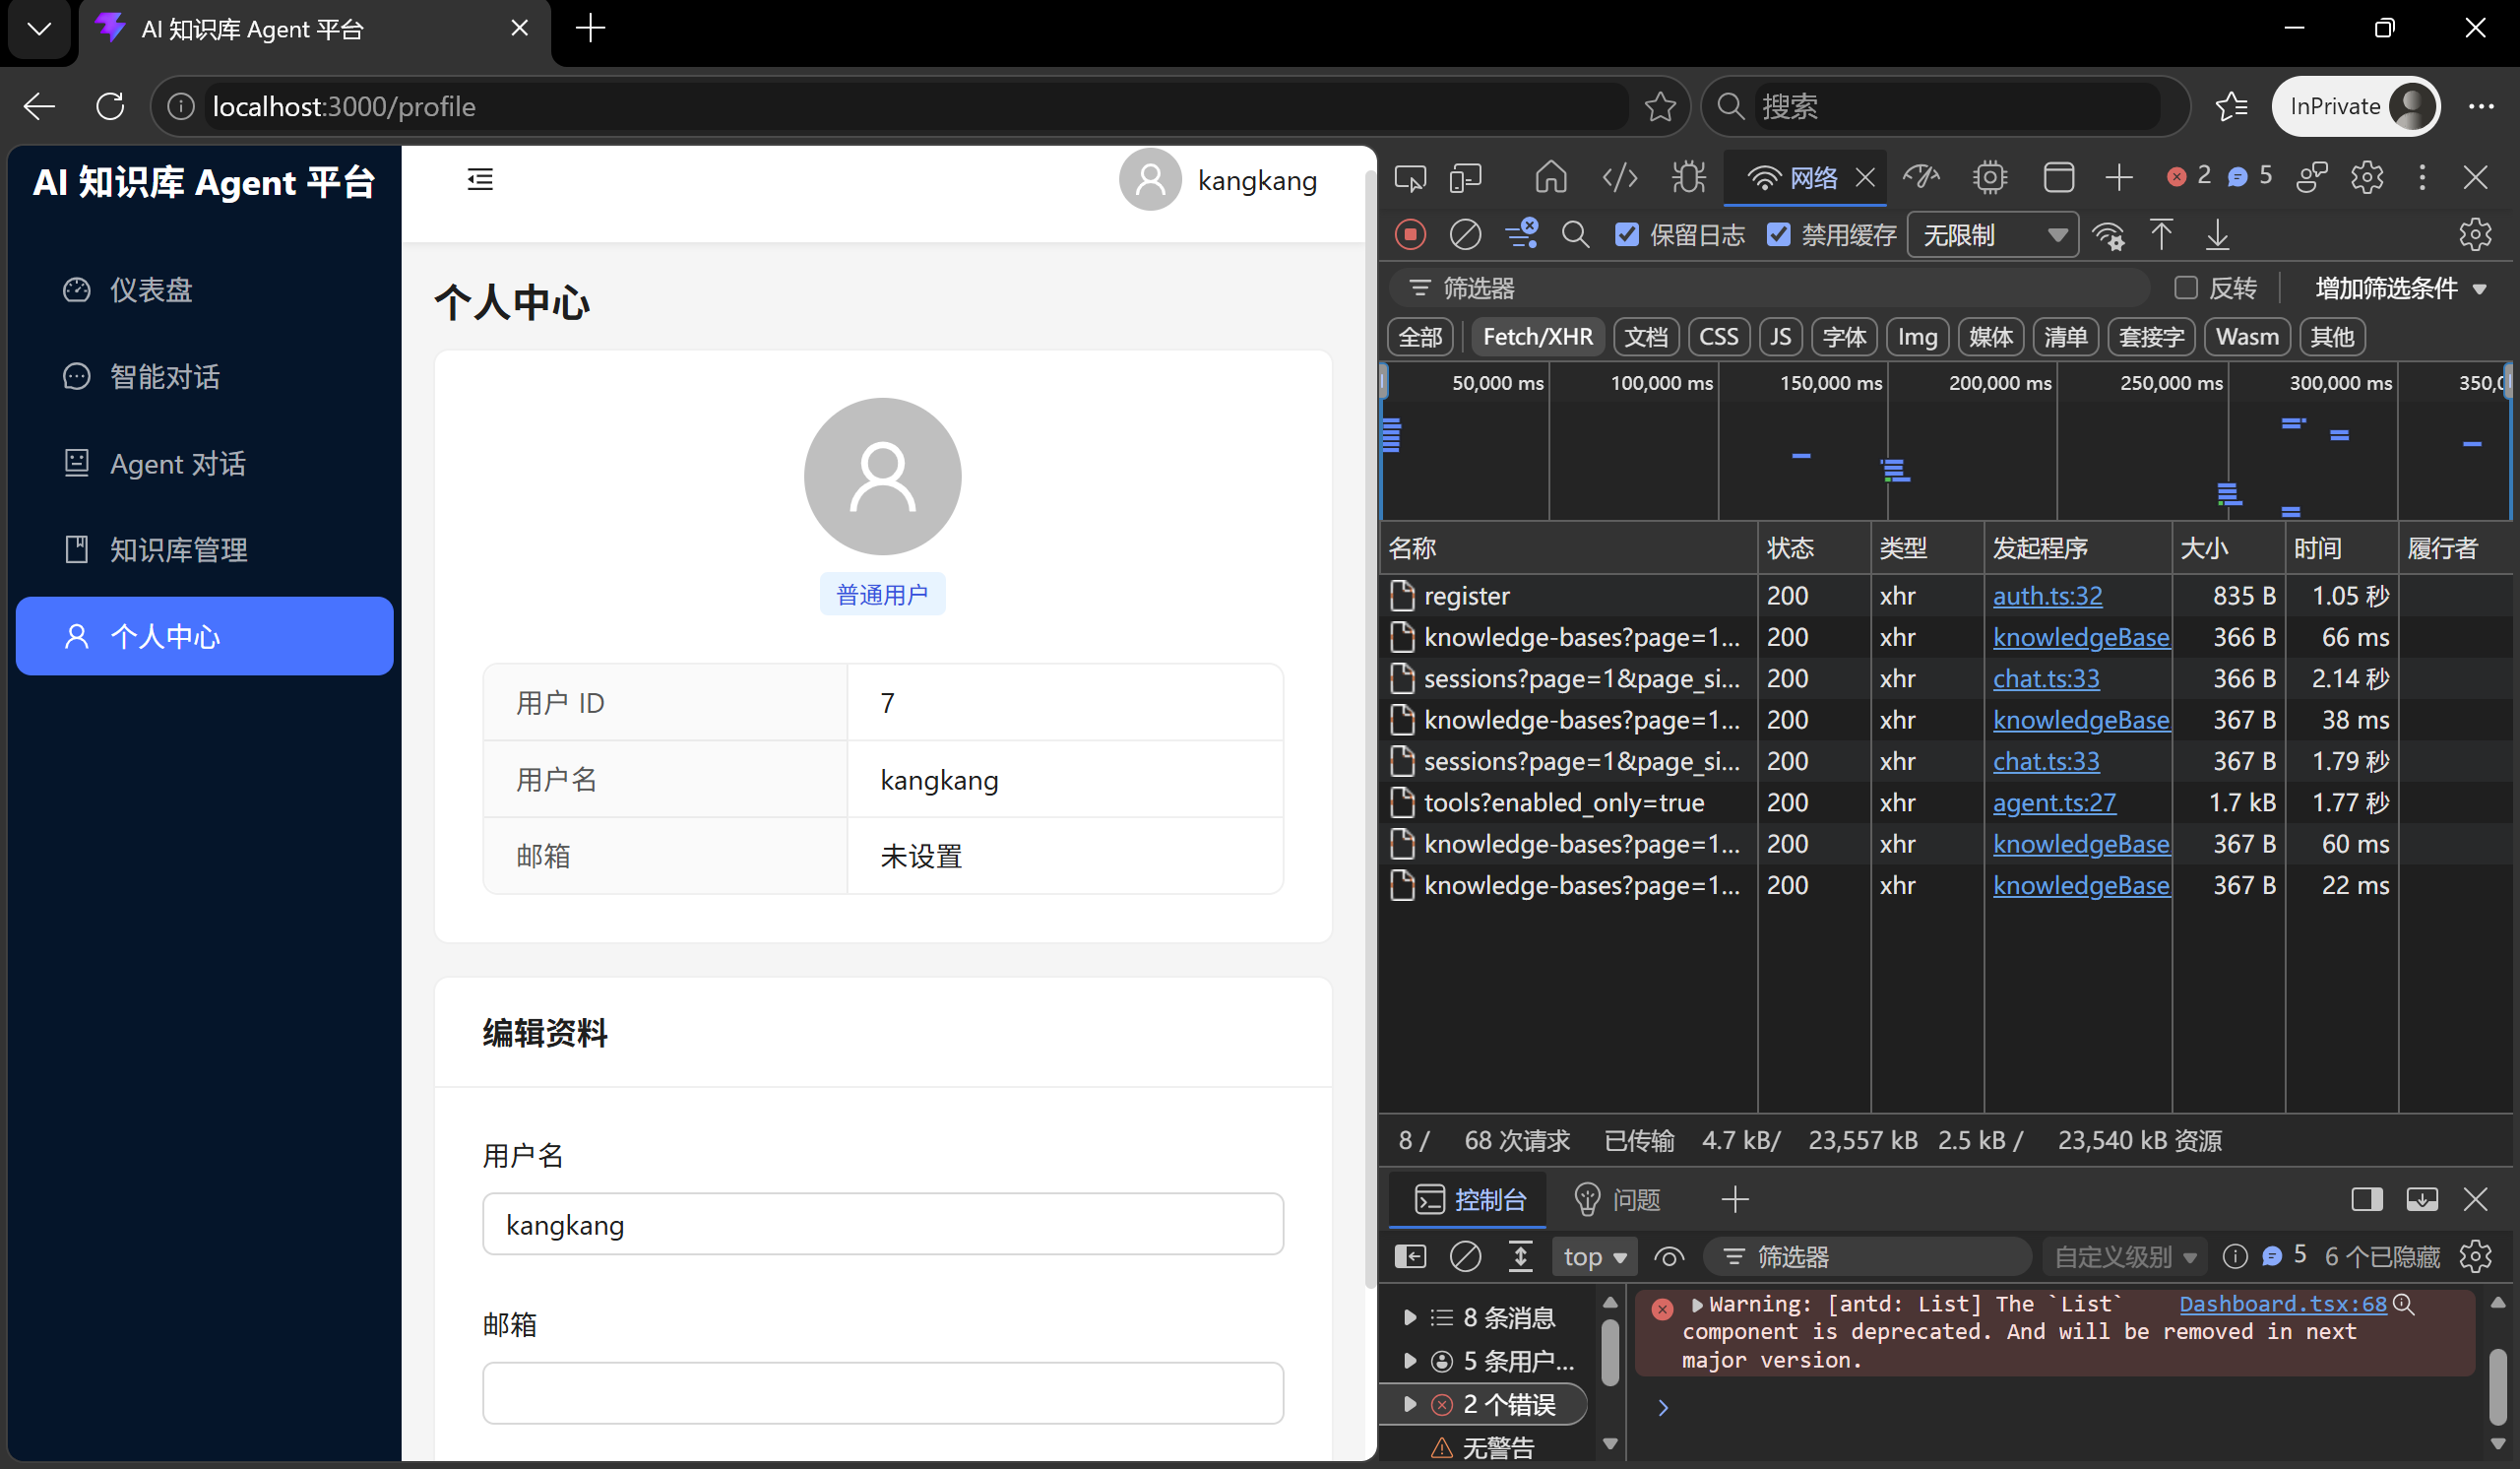 AI 知识库 Agent 平台
localhost:3000/profile
搜索
InPrivate
AI 知识库 Agent 平台
仪表盘
智能对话
Agent 对话
知识库管理
个人中心
kangkang
个人中心
普通用户
用户 ID 7
用户名 kangkang
邮箱 未设置
编辑资料
用户名
kangkang
邮箱
网络 2 5
保留日志 禁用缓存 无限制
筛选器 反转 增加筛选条件
全部 Fetch/XHR 文档 CSS JS 字体 Img 媒体 清单 套接字 Wasm 其他
50,000 ms 100,000 ms 150,000 ms 200,000 ms 250,000 ms 300,000 ms 350,0
名称 状态 类型 发起程序 大小 时间 履行者
register 200 xhr auth.ts:32 835 B 1.05 秒
knowledge-bases?page=1... 200 xhr knowledgeBase 366 B 66 ms
sessions?page=1&page_si... 200 xhr chat.ts:33 366 B 2.14 秒
knowledge-bases?page=1... 200 xhr knowledgeBase 367 B 38 ms
sessions?page=1&page_si... 200 xhr chat.ts:33 367 B 1.79 秒
tools?enabled_only=true 200 xhr agent.ts:27 1.7 kB 1.77 秒
knowledge-bases?page=1... 200 xhr knowledgeBase 367 B 60 ms
knowledge-bases?page=1... 200 xhr knowledgeBase 367 B 22 ms
8 / 68 次请求 已传输 4.7 kB/ 23,557 kB 2.5 kB / 23,540 kB 资源
控制台 问题
top 筛选器 自定义级别 5 6 个已隐藏
8 条消息
5 条用户...
2 个错误
无警告
Warning: [antd: List] The `List` Dashboard.tsx:68
component is deprecated. And will be removed in next
major version.